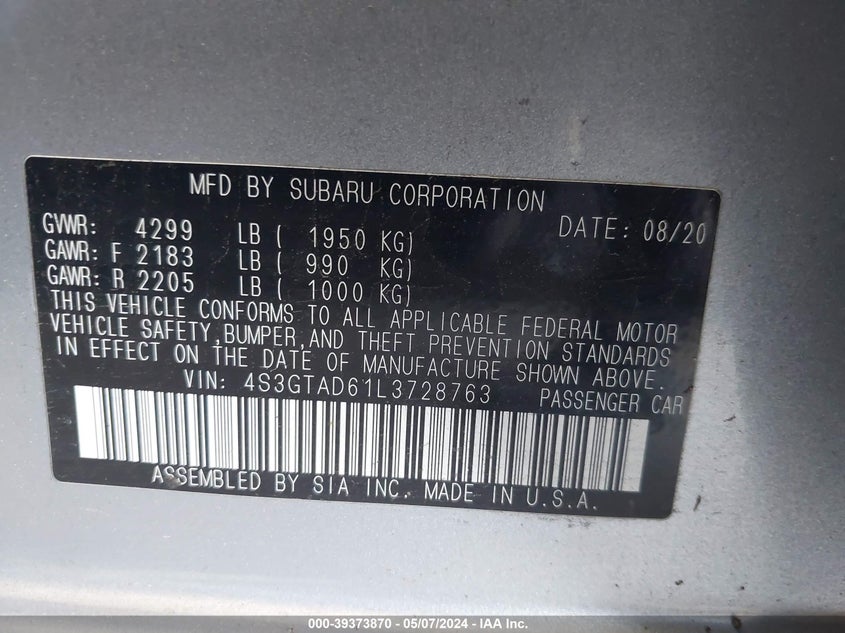 MFD BY SUBARU CORPORATION
DATE: 08/20
GVWR: 4299 LB ( 1950 KG)
GAWR: F 2183 LB ( 990 KG)
GAWR: R 2205 LB ( 1000 KG)
THIS VEHICLE CONFORMS TO ALL APPLICABLE FEDERAL MOTOR
VEHICLE SAFETY, BUMPER, AND THEFT PREVENTION STANDARDS
IN EFFECT ON THE DATE OF MANUFACTURE SHOWN ABOVE.
VIN: 4S3GTAD61L3728763 PASSENGER CAR
ASSEMBLED BY SIA INC. MADE IN U.S.A.
000-39373870 - 05/07/2024 - IAA Inc.